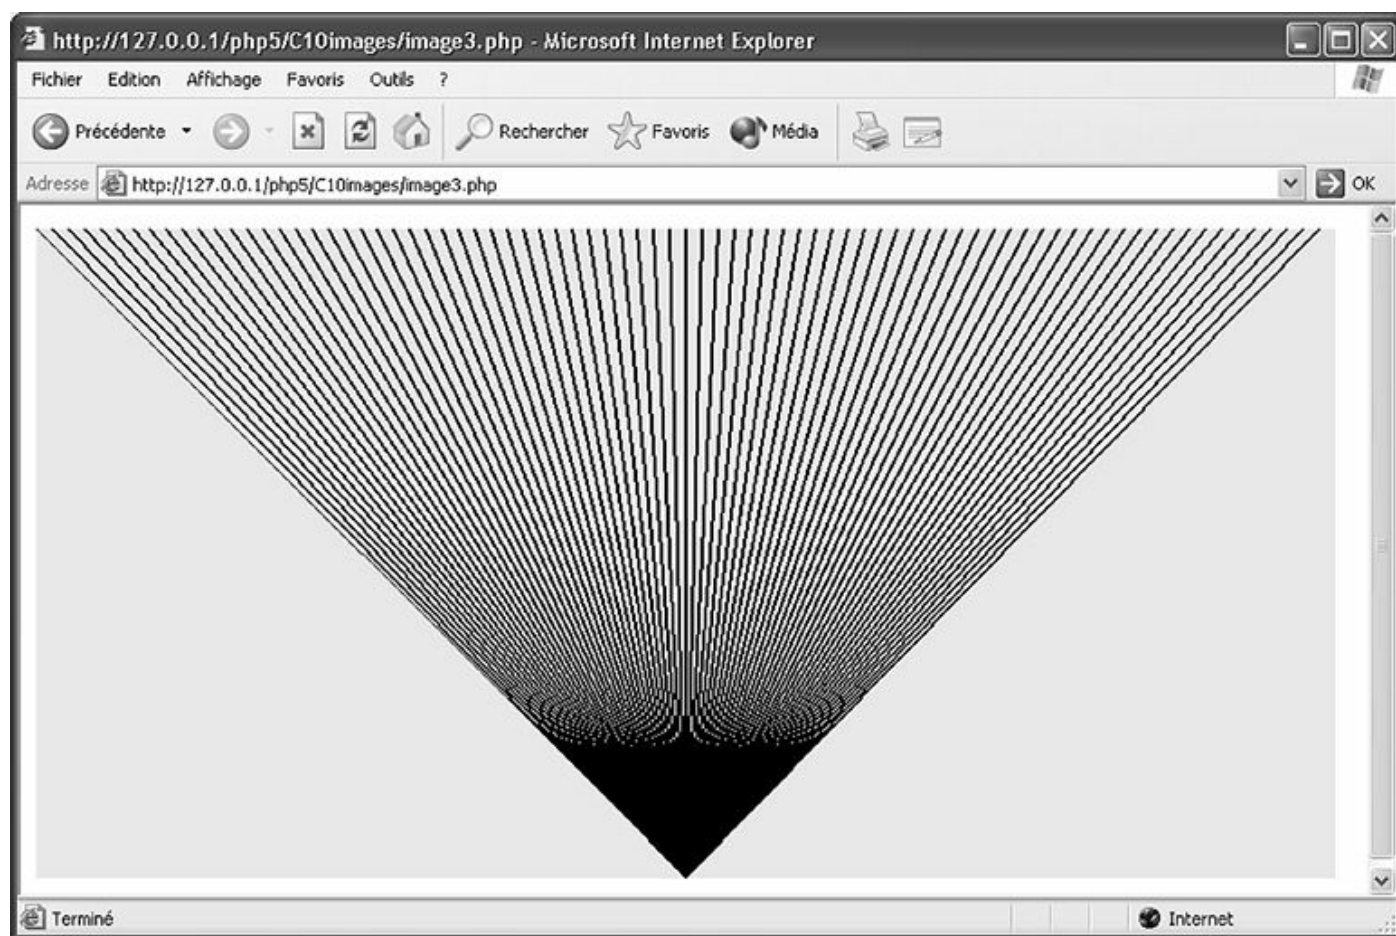 http://127.0.0.1/php5/C10images/image3.php - Microsoft Internet Explorer
Fichier Edition Affichage Favoris Outils ?
Précédente Rechercher Favoris Média
Adresse http://127.0.0.1/php5/C10images/image3.php OK
Terminé Internet